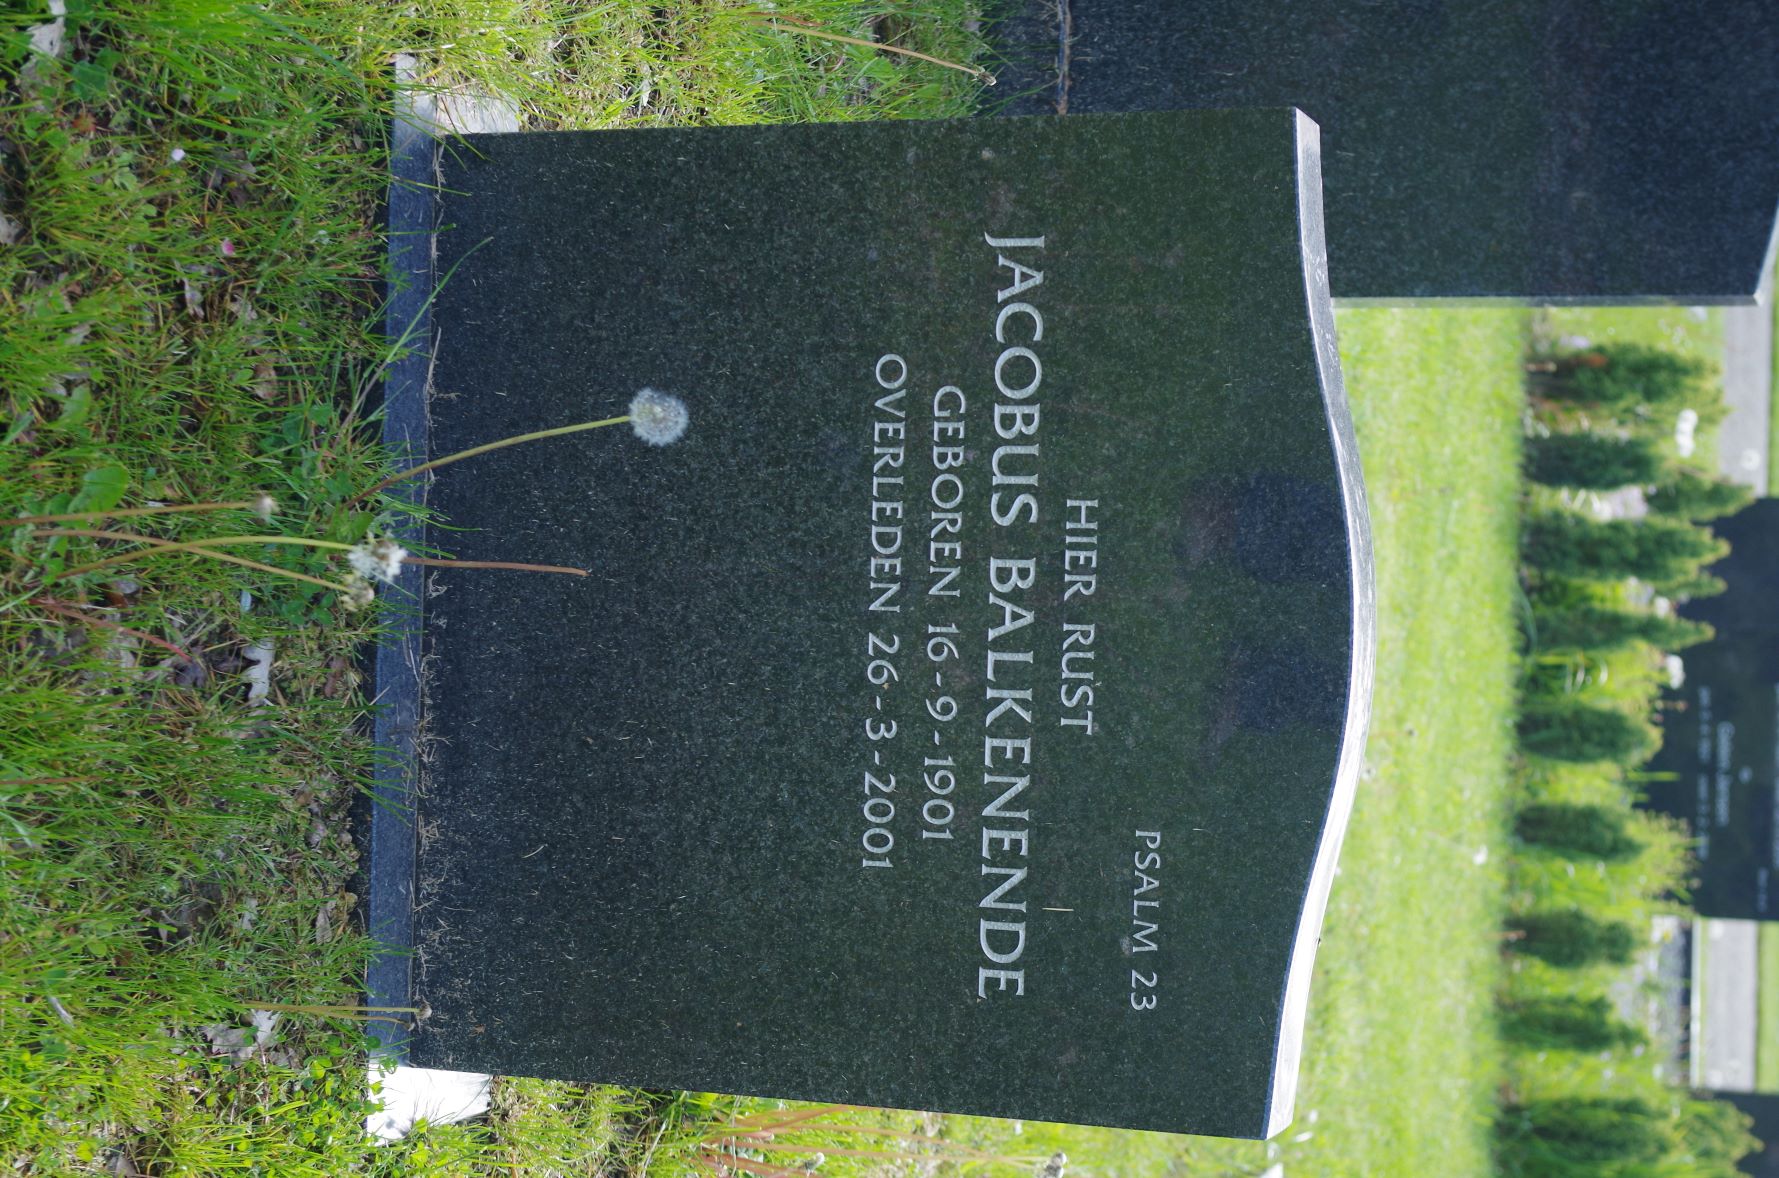 PSALM 23
HIER RUST
JACOBUS BALKENENDE
GEBOREN 16-9-1901
OVERLEDEN 26-3-2001